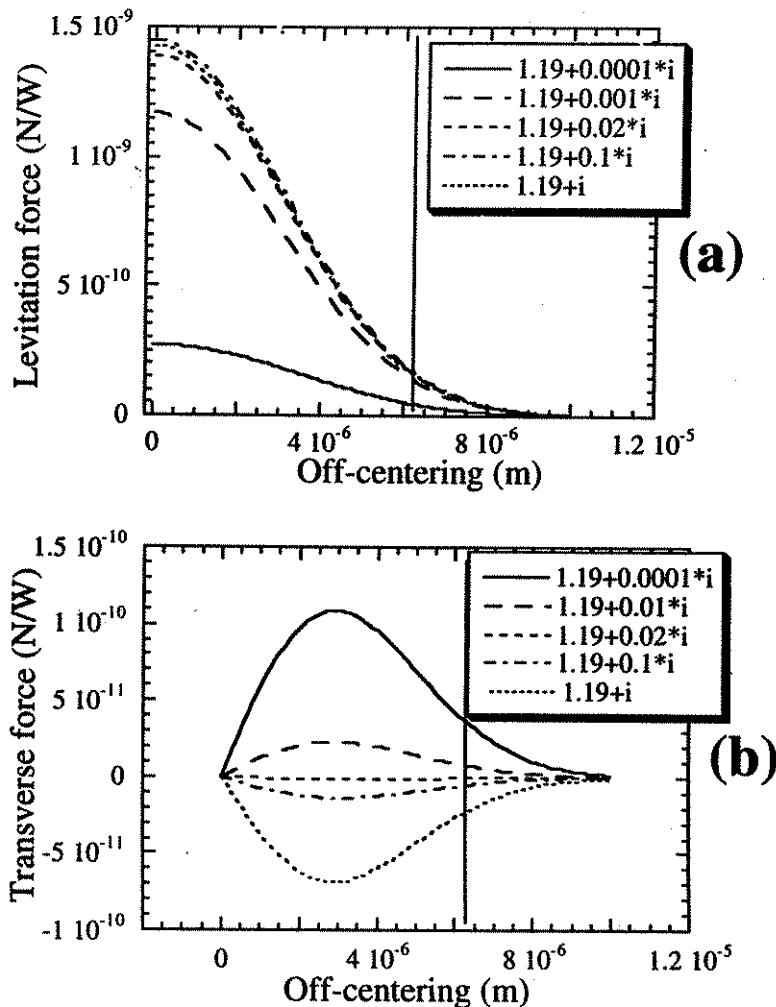 1.5 10-9
1 10-9
5 10-10
0
Levitation force (N/W)
1.19+0.0001*i
1.19+0.001*i
1.19+0.02*i
1.19+0.1*i
1.19+i
(a)
0
4 10-6
8 10-6
1.2 10-5
Off-centering (m)
1.5 10-10
1 10-10
5 10-11
0
-5 10-11
-1 10-10
Transverse force (N/W)
1.19+0.0001*i
1.19+0.01*i
1.19+0.02*i
1.19+0.1*i
1.19+i
(b)
0
4 10-6
8 10-6
1.2 10-5
Off-centering (m)